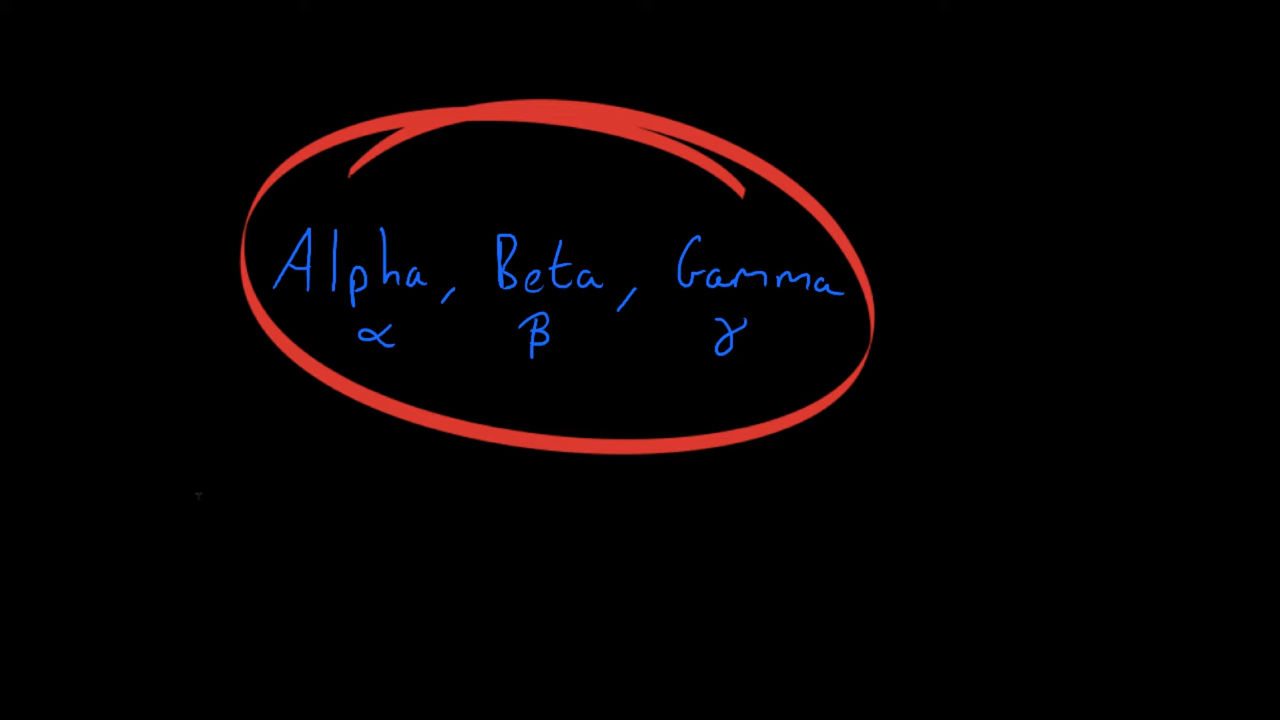 Alpha, Beta, Gamma
α β γ